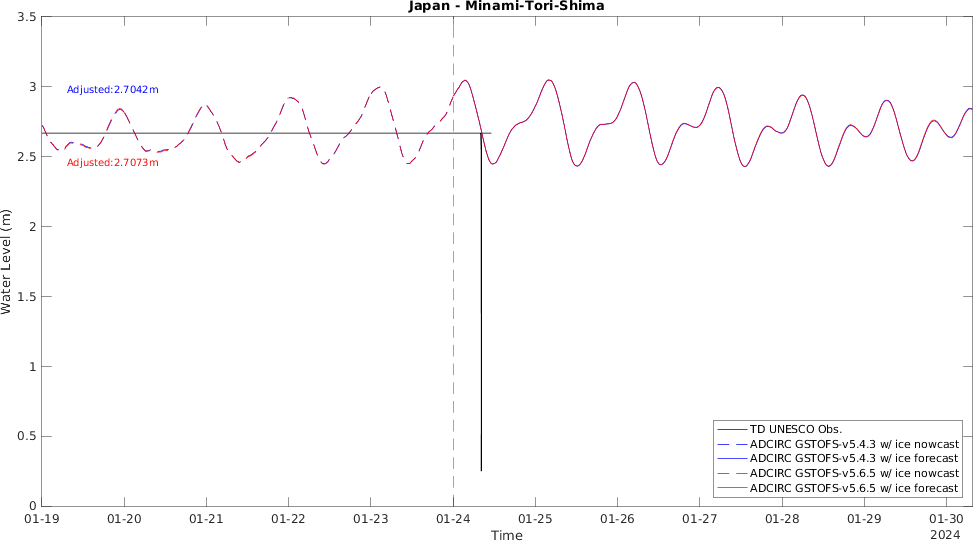 Japan - Minami-Tori-Shima
3.5
3
2.5
2
1.5
1
0.5
0
Water Level (m)
Adjusted:2.7042m
Adjusted:2.7073m
TD UNESCO Obs.
ADCIRC GSTOFS-v5.4.3 w/ ice nowcast
ADCIRC GSTOFS-v5.4.3 w/ ice forecast
ADCIRC GSTOFS-v5.6.5 w/ ice nowcast
ADCIRC GSTOFS-v5.6.5 w/ ice forecast
01-19 01-20 01-21 01-22 01-23 01-24 01-25 01-26 01-27 01-28 01-29 01-30
Time
2024